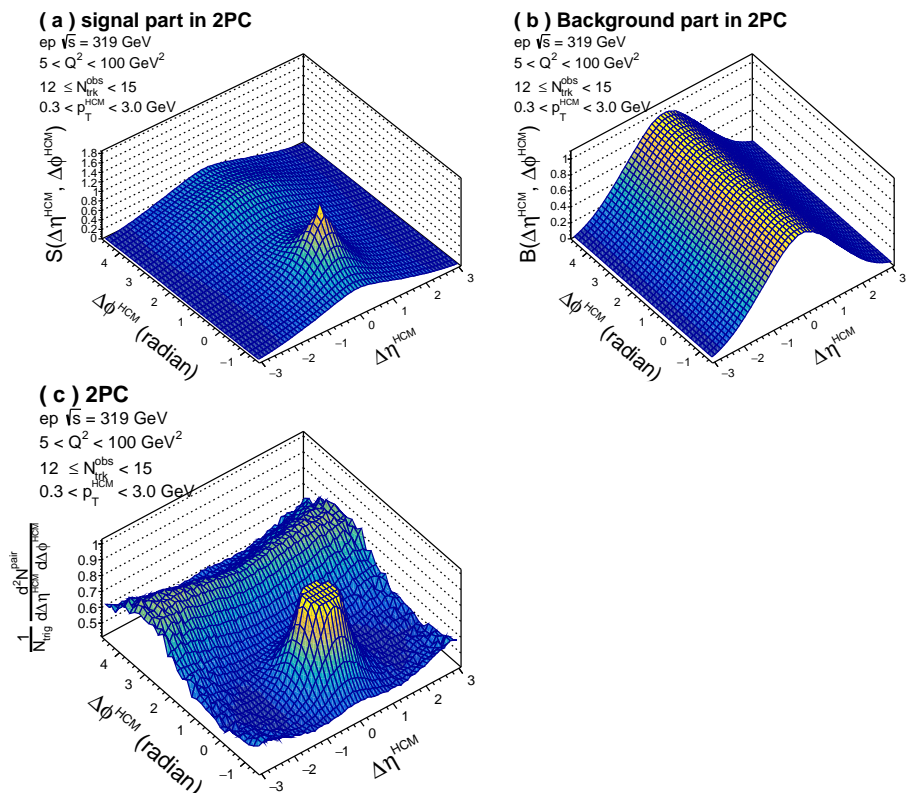 ( a ) signal part in 2PC
ep √s = 319 GeV
5 < Q² < 100 GeV²
12 ≤ N_trk^obs < 15
0.3 < p_T^HCM < 3.0 GeV
S(Δη^HCM , Δϕ^HCM)
1.8
1.6
1.4
1.2
1
0.8
0.6
0.4
0.2
0
4
3
2
1
0
−1
Δϕ^HCM (radian)
−3
−2
−1
0
1
2
3
Δη^HCM
( b ) Background part in 2PC
ep √s = 319 GeV
5 < Q² < 100 GeV²
12 ≤ N_trk^obs < 15
0.3 < p_T^HCM < 3.0 GeV
B(Δη^HCM , Δϕ^HCM)
1
0.8
0.6
0.4
0.2
0
4
3
2
1
0
−1
Δϕ^HCM (radian)
−3
−2
−1
0
1
2
3
Δη^HCM
( c ) 2PC
ep √s = 319 GeV
5 < Q² < 100 GeV²
12 ≤ N_trk^obs < 15
0.3 < p_T^HCM < 3.0 GeV
1/N_trig d²N^pair/dΔη^HCM dΔϕ^HCM
1
0.9
0.8
0.7
0.6
0.5
4
3
2
1
0
−1
Δϕ^HCM (radian)
−3
−2
−1
0
1
2
3
Δη^HCM